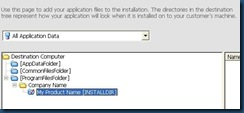 Use this page to add your application files to the installation. The directories in the destination
tree represent how your application will look when it is installed on to your customer's machine.
All Application Data
Destination Computer
[AppDataFolder]
[CommonFilesFolder]
[ProgramFilesFolder]
Company Name
My Product Name [INSTALLDIR]
Name